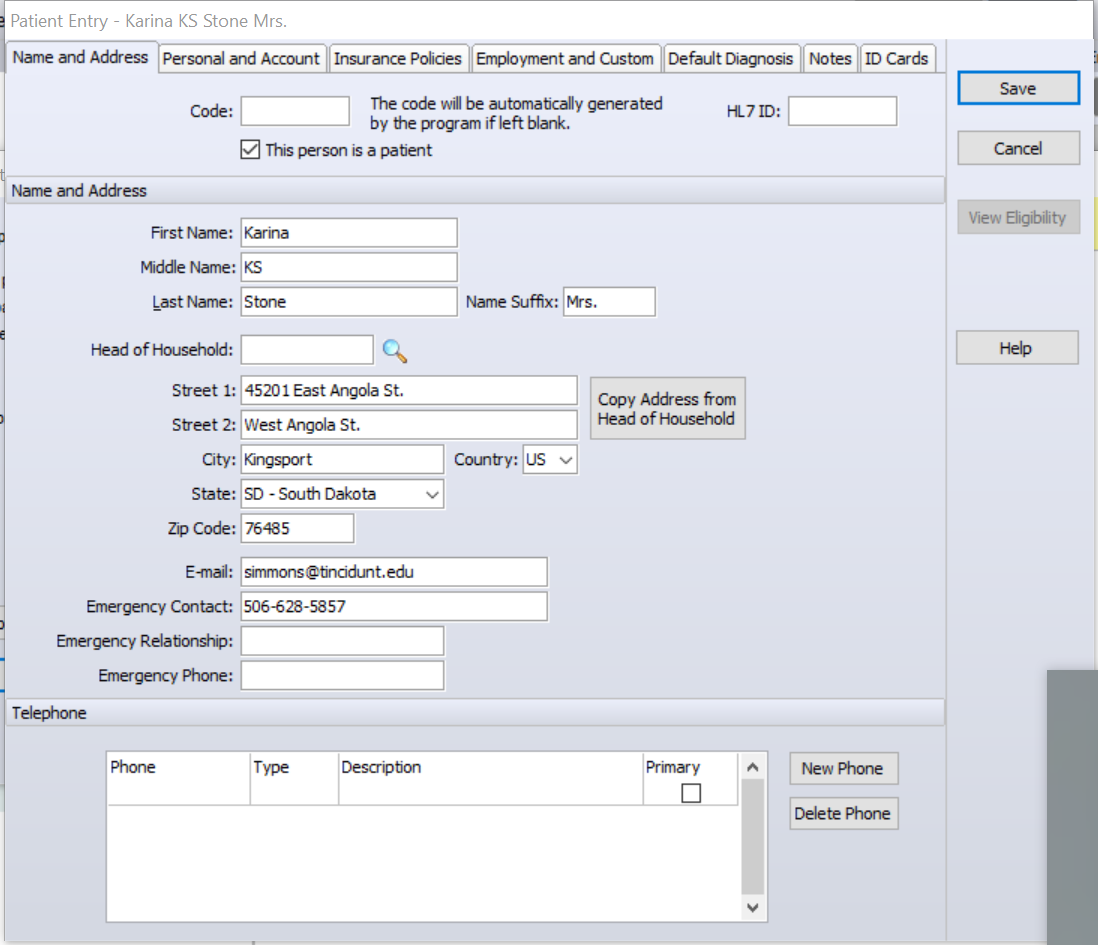 Patient Entry - Karina KS Stone Mrs.
Name and Address Personal and Account Insurance Policies Employment and Custom Default Diagnosis Notes ID Cards
Code: The code will be automatically generated by the program if left blank. HL7 ID:
This person is a patient
Save
Cancel
View Eligibility
Help
Name and Address
First Name: Karina
Middle Name: KS
Last Name: Stone Name Suffix: Mrs.
Head of Household:
Street 1: 45201 East Angola St.
Copy Address from
Head of Household
Street 2: West Angola St.
City: Kingsport Country: US
State: SD - South Dakota
Zip Code: 76485
E-mail: simmons@tincidunt.edu
Emergency Contact: 506-628-5857
Emergency Relationship:
Emergency Phone:
Telephone
Phone Type Description Primary
New Phone
Delete Phone